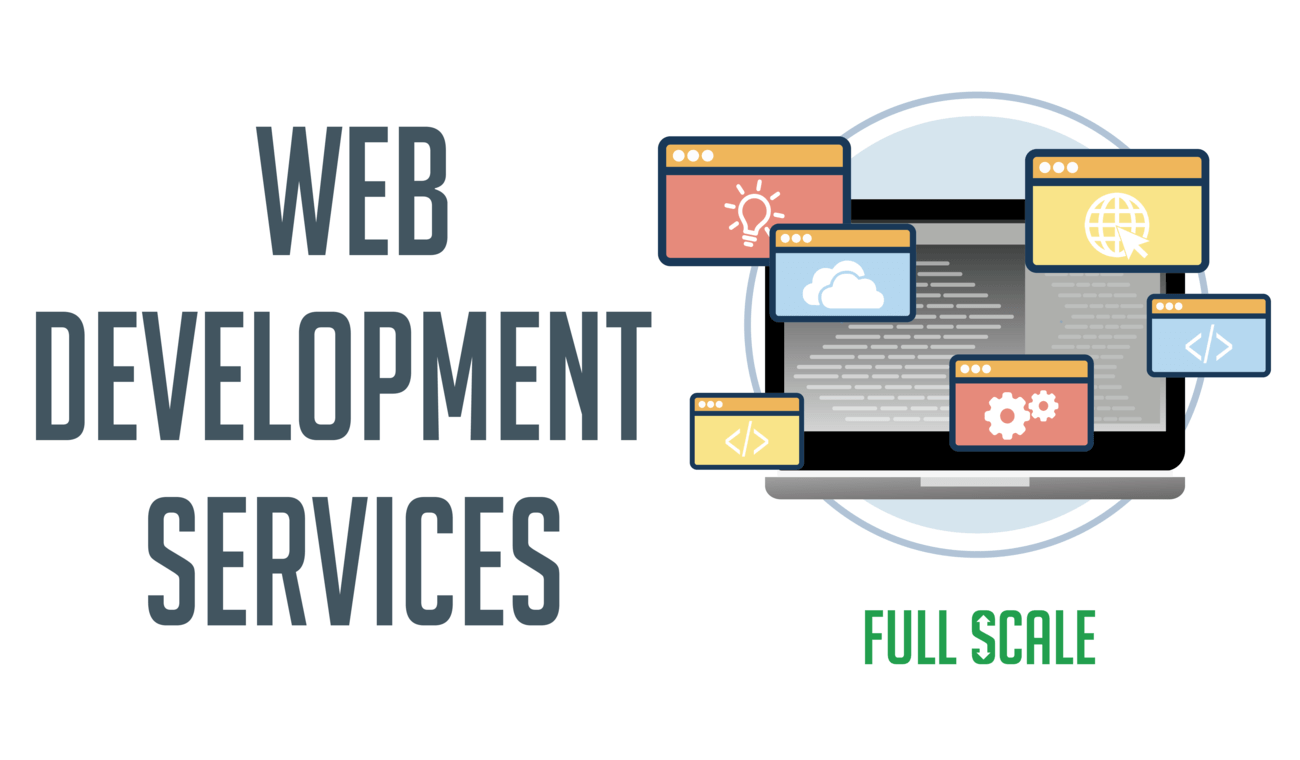 WEB
DEVELOPMENT
SERVICES
</>
</>
FULL SCALE